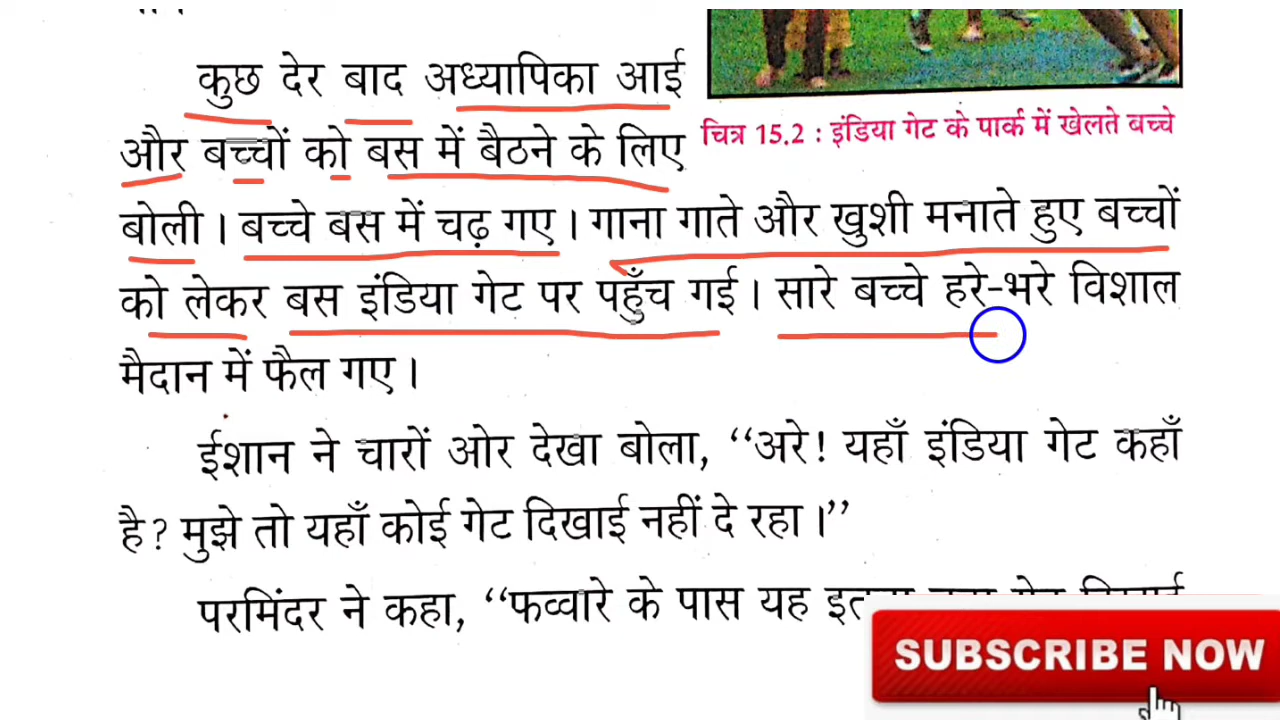 कुछ देर बाद अध्यापिका आई
और बच्चों को बस में बैठने के लिए
चित्र 15.2 : इंडिया गेट के पार्क में खेलते बच्चे
बोली। बच्चे बस में चढ़ गए। गाना गाते और खुशी मनाते हुए बच्चों
को लेकर बस इंडिया गेट पर पहुँच गई। सारे बच्चे हरे-भरे विशाल
मैदान में फैल गए।
ईशान ने चारों ओर देखा बोला, ‘‘अरे! यहाँ इंडिया गेट कहाँ
है? मुझे तो यहाँ कोई गेट दिखाई नहीं दे रहा।’’
परमिंदर ने कहा, ‘‘फव्वारे के पास यह
SUBSCRIBE NOW